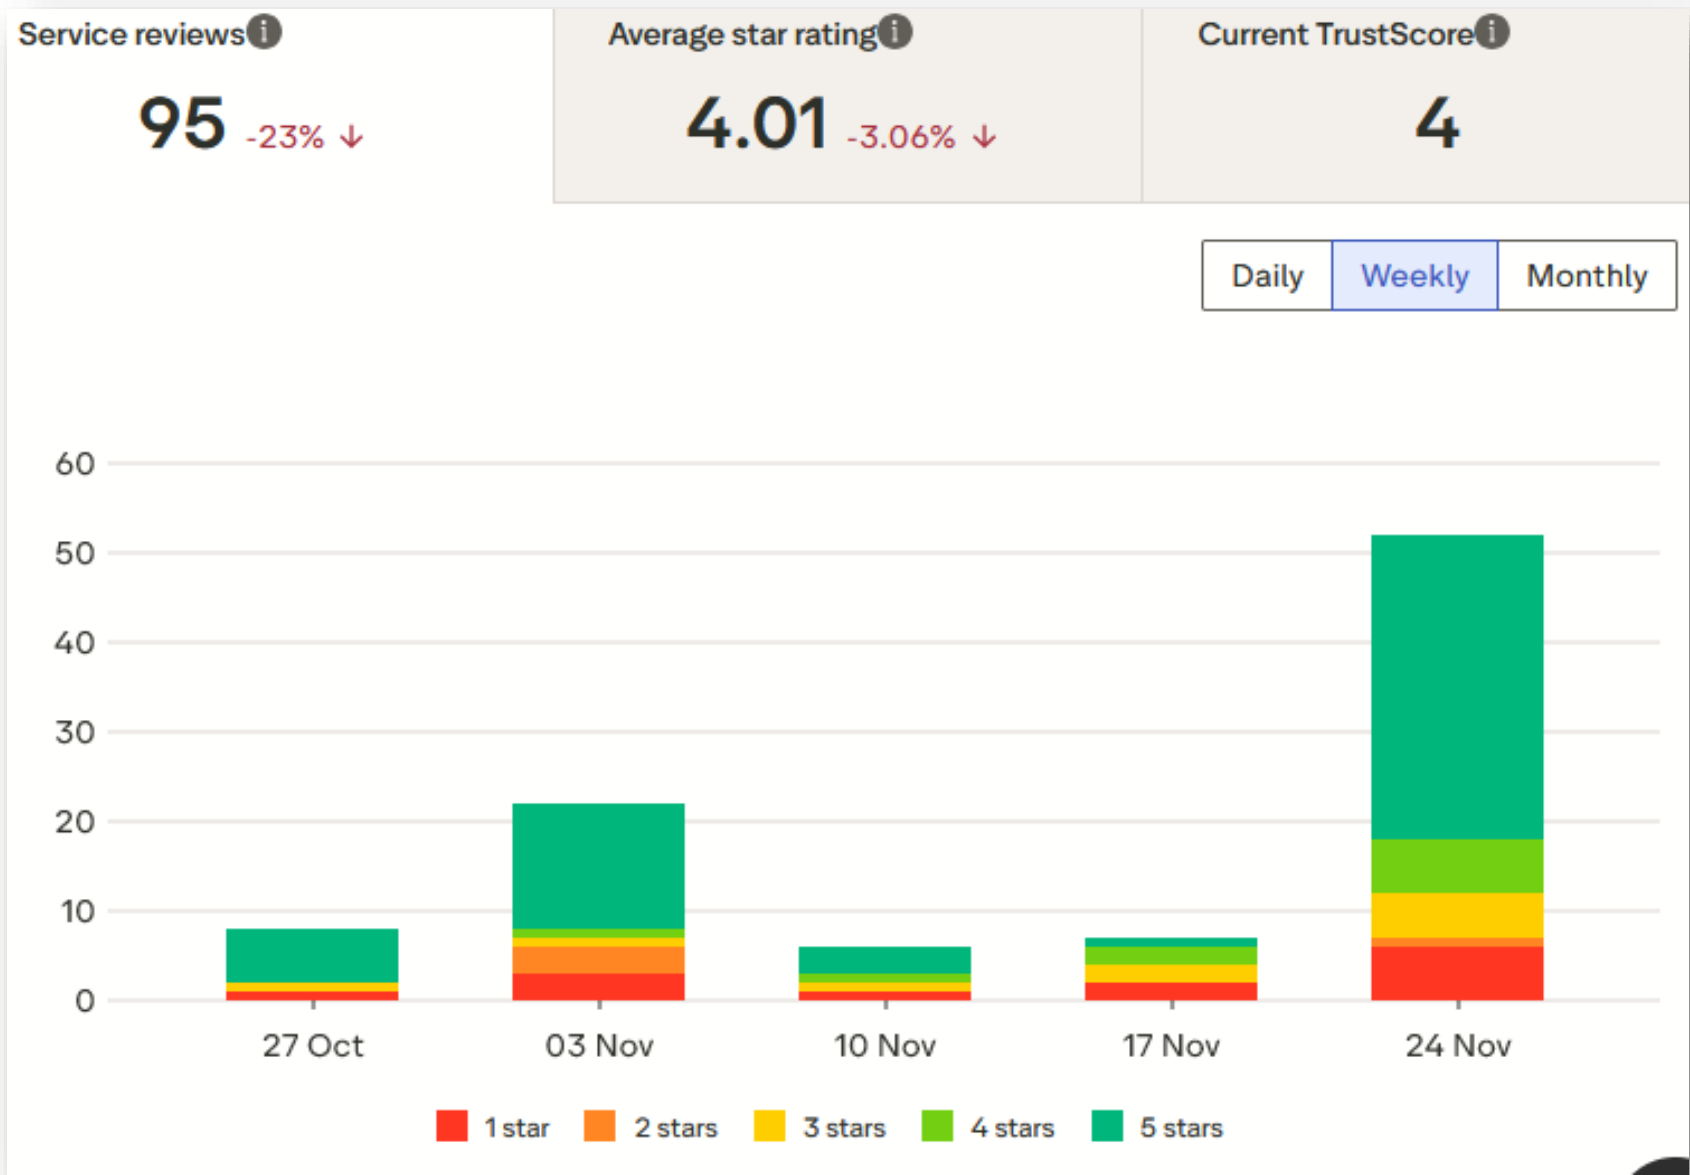 Service reviews
95 -23% ↓
Average star rating
4.01 -3.06% ↓
Current TrustScore
4
Daily Weekly Monthly
60
50
40
30
20
10
0
27 Oct 03 Nov 10 Nov 17 Nov 24 Nov
1 star 2 stars 3 stars 4 stars 5 stars